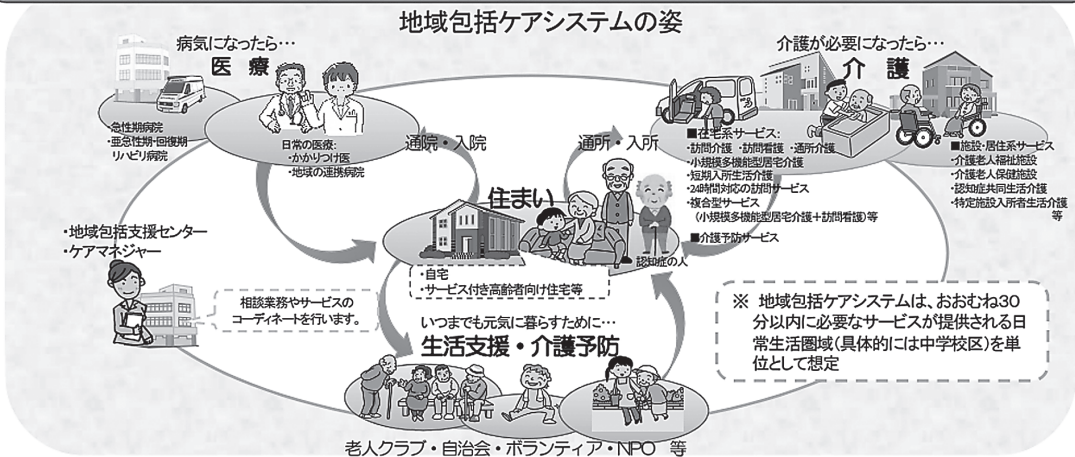 地域包括ケアシステムの姿
病気になったら…
医 療
・急性期病院
・亜急性期・回復期
リハビリ病院
日常の医療:
・かかりつけ医
・地域の連携病院
通院・入院
介護が必要になったら…
介 護
通所・入所
■在宅系サービス:
・訪問介護 ・訪問看護 ・通所介護
・小規模多機能型居宅介護
・短期入所生活介護
・24時間対応の訪問サービス
・複合型サービス
(小規模多機能型居宅介護+訪問看護)等
■介護予防サービス
■施設・居住系サービス
・介護老人福祉施設
・介護老人保健施設
・認知症共同生活介護
・特定施設入所者生活介護
等
住まい
認知症の人
・自宅
・サービス付き高齢者向け住宅等
・地域包括支援センター
・ケアマネジャー
相談業務やサービスの
コーディネートを行います。
いつまでも元気に暮らすために…
生活支援・介護予防
老人クラブ・自治会・ボランティア・NPO 等
※ 地域包括ケアシステムは、おおむね30
分以内に必要なサービスが提供される日
常生活圏域(具体的には中学校区)を単
位として想定